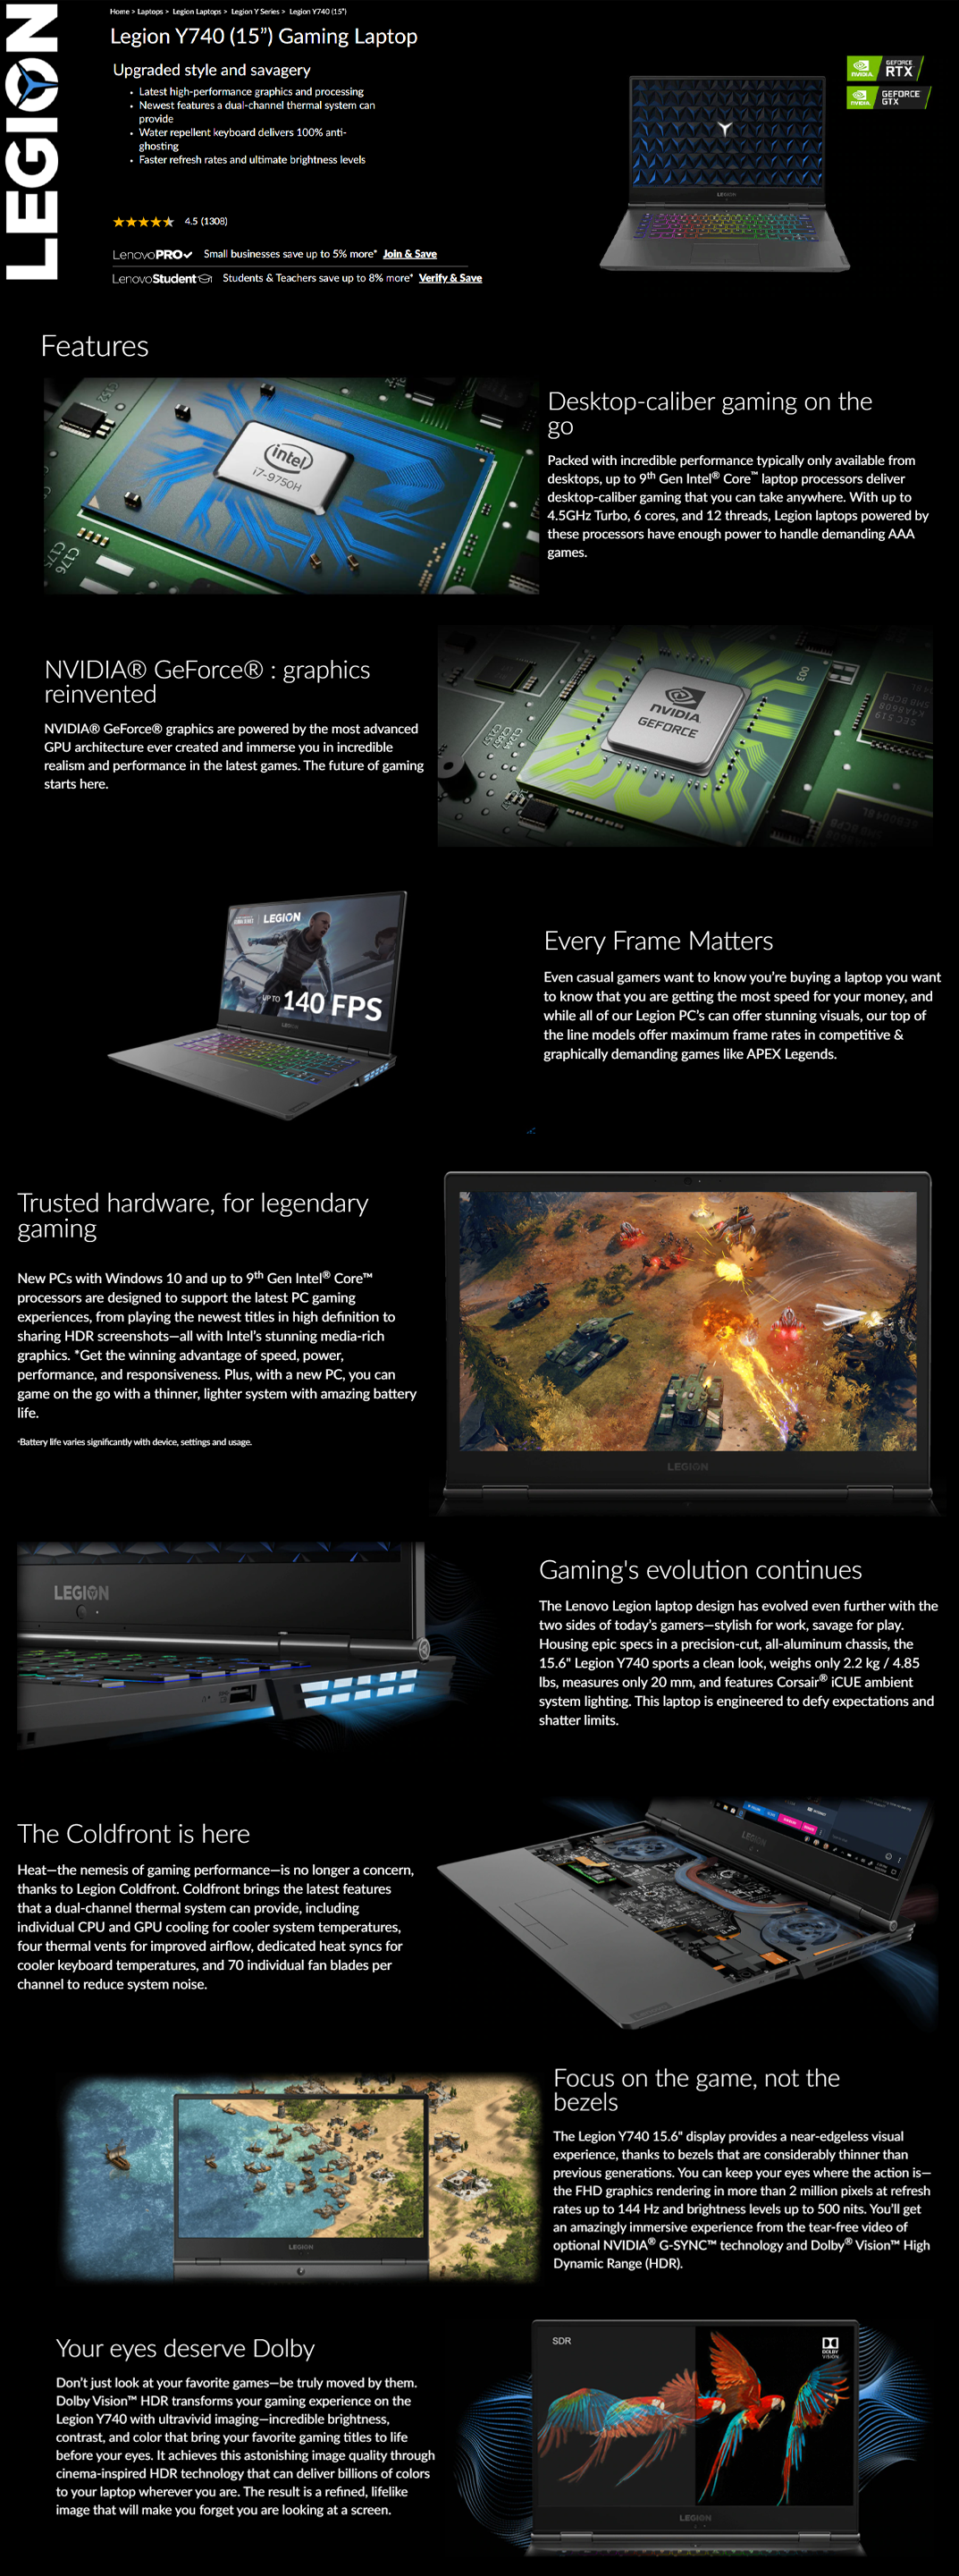 LEGION
Home > Laptops > Legion Laptops > Legion Y Series > Legion Y740 (15")
Legion Y740 (15”) Gaming Laptop
Upgraded style and savagery
• Latest high-performance graphics and processing
• Newest features a dual-channel thermal system can
provide
• Water repellent keyboard delivers 100% anti-
ghosting
• Faster refresh rates and ultimate brightness levels
4.5 (1308)
LenovoPRO Small businesses save up to 5% more* Join & Save
LenovoStudent Students & Teachers save up to 8% more* Verify & Save
NVIDIA GEFORCE RTX
NVIDIA GEFORCE GTX
LEGION
Features
intel
i7-9750H
C176
Desktop-caliber gaming on the
go
Packed with incredible performance typically only available from
desktops, up to 9th Gen Intel® Core™ laptop processors deliver
desktop-caliber gaming that you can take anywhere. With up to
4.5GHz Turbo, 6 cores, and 12 threads, Legion laptops powered by
these processors have enough power to handle demanding AAA
games.
NVIDIA® GeForce® : graphics
reinvented
NVIDIA® GeForce® graphics are powered by the most advanced
GPU architecture ever created and immerse you in incredible
realism and performance in the latest games. The future of gaming
starts here.
NVIDIA
GEFORCE
LEGION
UP TO 140 FPS
Every Frame Matters
Even casual gamers want to know you’re buying a laptop you want
to know that you are getting the most speed for your money, and
while all of our Legion PC’s can offer stunning visuals, our top of
the line models offer maximum frame rates in competitive &
graphically demanding games like APEX Legends.
Trusted hardware, for legendary
gaming
New PCs with Windows 10 and up to 9th Gen Intel® Core™
processors are designed to support the latest PC gaming
experiences, from playing the newest titles in high definition to
sharing HDR screenshots—all with Intel’s stunning media-rich
graphics. *Get the winning advantage of speed, power,
performance, and responsiveness. Plus, with a new PC, you can
game on the go with a thinner, lighter system with amazing battery
life.
*Battery life varies significantly with device, settings and usage.
LEGION
LEGION
Gaming's evolution continues
The Lenovo Legion laptop design has evolved even further with the
two sides of today’s gamers—stylish for work, savage for play.
Housing epic specs in a precision-cut, all-aluminum chassis, the
15.6" Legion Y740 sports a clean look, weighs only 2.2 kg / 4.85
lbs, measures only 20 mm, and features Corsair® iCUE ambient
system lighting. This laptop is engineered to defy expectations and
shatter limits.
The Coldfront is here
Heat—the nemesis of gaming performance—is no longer a concern,
thanks to Legion Coldfront. Coldfront brings the latest features
that a dual-channel thermal system can provide, including
individual CPU and GPU cooling for cooler system temperatures,
four thermal vents for improved airflow, dedicated heat syncs for
cooler keyboard temperatures, and 70 individual fan blades per
channel to reduce system noise.
LEGION
Focus on the game, not the
bezels
The Legion Y740 15.6" display provides a near-edgeless visual
experience, thanks to bezels that are considerably thinner than
previous generations. You can keep your eyes where the action is—
the FHD graphics rendering in more than 2 million pixels at refresh
rates up to 144 Hz and brightness levels up to 500 nits. You’ll get
an amazingly immersive experience from the tear-free video of
optional NVIDIA® G-SYNC™ technology and Dolby® Vision™ High
Dynamic Range (HDR).
LEGION
Your eyes deserve Dolby
Don’t just look at your favorite games—be truly moved by them.
Dolby Vision™ HDR transforms your gaming experience on the
Legion Y740 with ultravivid imaging—incredible brightness,
contrast, and color that bring your favorite gaming titles to life
before your eyes. It achieves this astonishing image quality through
cinema-inspired HDR technology that can deliver billions of colors
to your laptop wherever you are. The result is a refined, lifelike
image that will make you forget you are looking at a screen.
SDR
DOLBY
VISION
LEGION